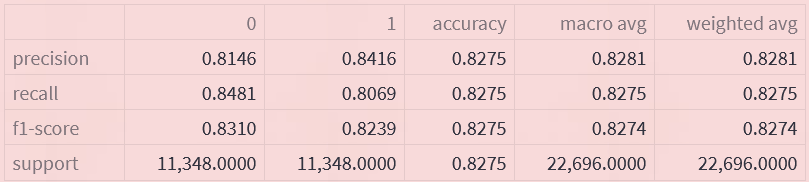 0 1 accuracy macro avg weighted avg
precision 0.8146 0.8416 0.8275 0.8281 0.8281
recall 0.8481 0.8069 0.8275 0.8275 0.8275
f1-score 0.8310 0.8239 0.8275 0.8274 0.8274
support 11,348.0000 11,348.0000 0.8275 22,696.0000 22,696.0000